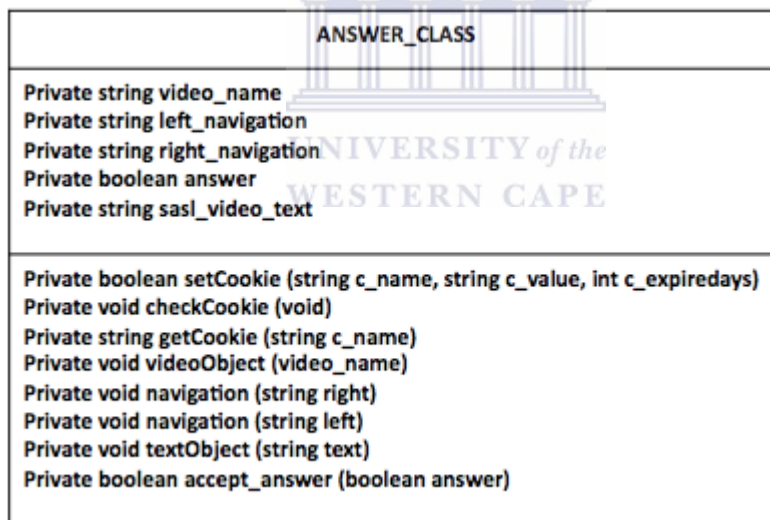 ANSWER_CLASS
Private string video_name
Private string left_navigation
Private string right_navigation
Private boolean answer
Private string sasl_video_text
UNIVERSITY of the
WESTERN CAPE
Private boolean setCookie (string c_name, string c_value, int c_expiredays)
Private void checkCookie (void)
Private string getCookie (string c_name)
Private void videoObject (video_name)
Private void navigation (string right)
Private void navigation (string left)
Private void textObject (string text)
Private boolean accept_answer (boolean answer)